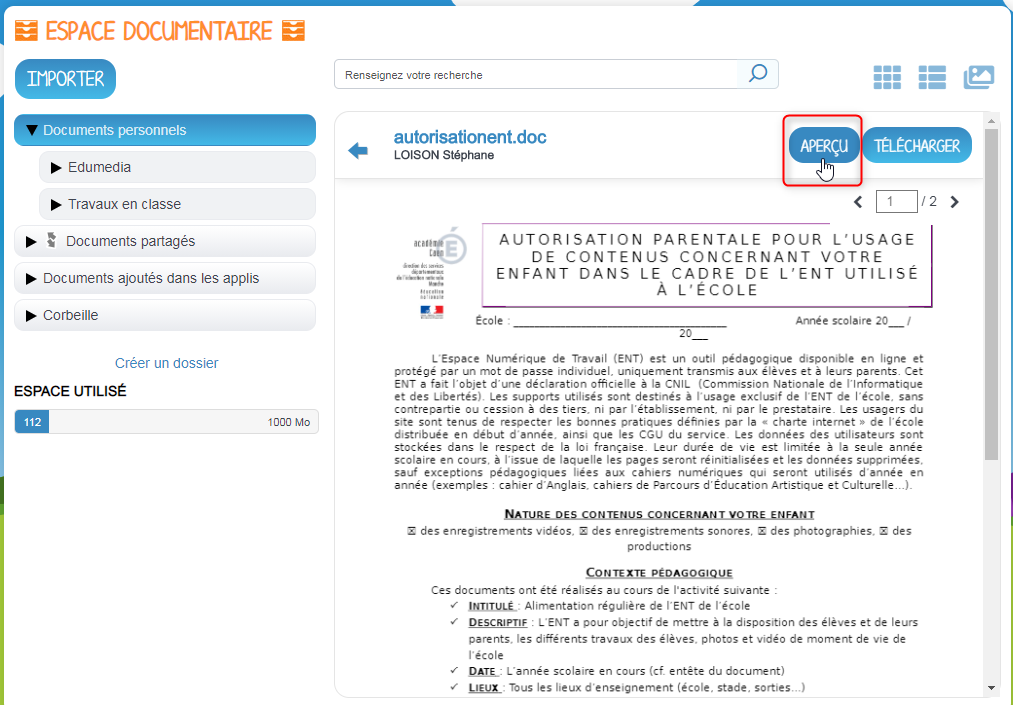 ESPACE DOCUMENTAIRE
IMPORTER
Renseignez votre recherche
Documents personnels
Edumedia
Travaux en classe
Documents partagés
Documents ajoutés dans les applis
Corbeille
Créer un dossier
ESPACE UTILISÉ
112
1000 Mo
autorisationent.doc
LOISON Stéphane
APERÇU
TÉLÉCHARGER
1 / 2
académie
Caen
direction des services
départementaux
de l'éducation nationale
Manche
éducation
nationale
AUTORISATION PARENTALE POUR L'USAGE
DE CONTENUS CONCERNANT VOTRE
ENFANT DANS LE CADRE DE L'ENT UTILISÉ
À L'ÉCOLE
École : ______________________________ Année scolaire 20___ /
20___
L'Espace Numérique de Travail (ENT) est un outil pédagogique disponible en ligne et
protégé par un mot de passe individuel, uniquement transmis aux élèves et à leurs parents. Cet
ENT a fait l'objet d'une déclaration officielle à la CNIL (Commission Nationale de l'Informatique
et des Libertés). Les supports utilisés sont destinés à l'usage exclusif de l'ENT de l'école, sans
contrepartie ou cession à des tiers, ni par l'établissement, ni par le prestataire. Les usagers du
site sont tenus de respecter les bonnes pratiques définies par la « charte internet » de l'école
distribuée en début d'année, ainsi que les CGU du service. Les données des utilisateurs sont
stockées dans le respect de la loi française. Leur durée de vie est limitée à la seule année
scolaire en cours, à l'issue de laquelle les pages seront réinitialisées et les données supprimées,
sauf exceptions pédagogiques liées aux cahiers numériques qui seront utilisés d'année en
année (exemples : cahier d'Anglais, cahiers de Parcours d'Éducation Artistique et Culturelle...).
NATURE DES CONTENUS CONCERNANT VOTRE ENFANT
☒ des enregistrements vidéos, ☒ des enregistrements sonores, ☒ des photographies, ☒ des
productions
CONTEXTE PÉDAGOGIQUE
Ces documents ont été réalisés au cours de l'activité suivante :
✓ INTITULÉ : Alimentation régulière de l'ENT de l'école
✓ DESCRIPTIF : L'ENT a pour objectif de mettre à la disposition des élèves et de leurs
parents, les différents travaux des élèves, photos et vidéo de moment de vie de
l'école
✓ DATE : L'année scolaire en cours (cf. entête du document)
✓ LIEUX : Tous les lieux d'enseignement (école, stade, sorties...)